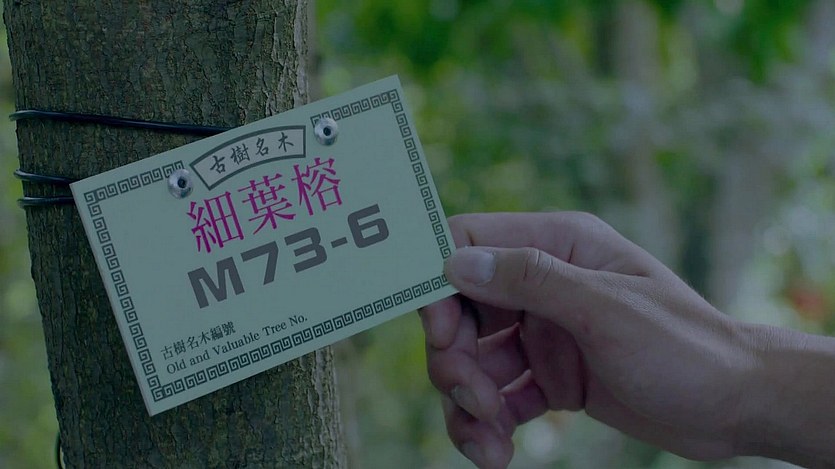 古樹名木
細葉榕
M73-6
古樹名木編號
Old and Valuable Tree No.